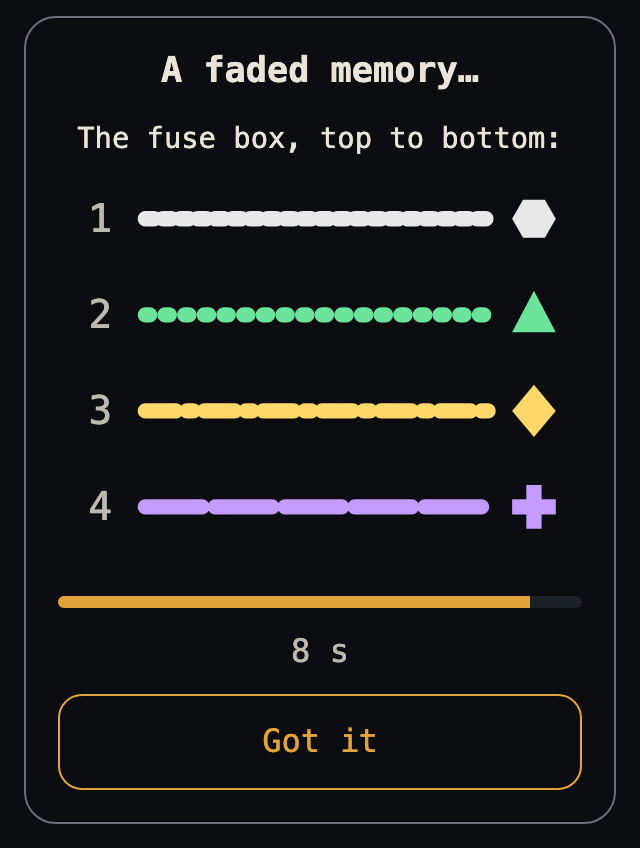 A faded memory…
The fuse box, top to bottom:
1
2
3
4
8 s
Got it